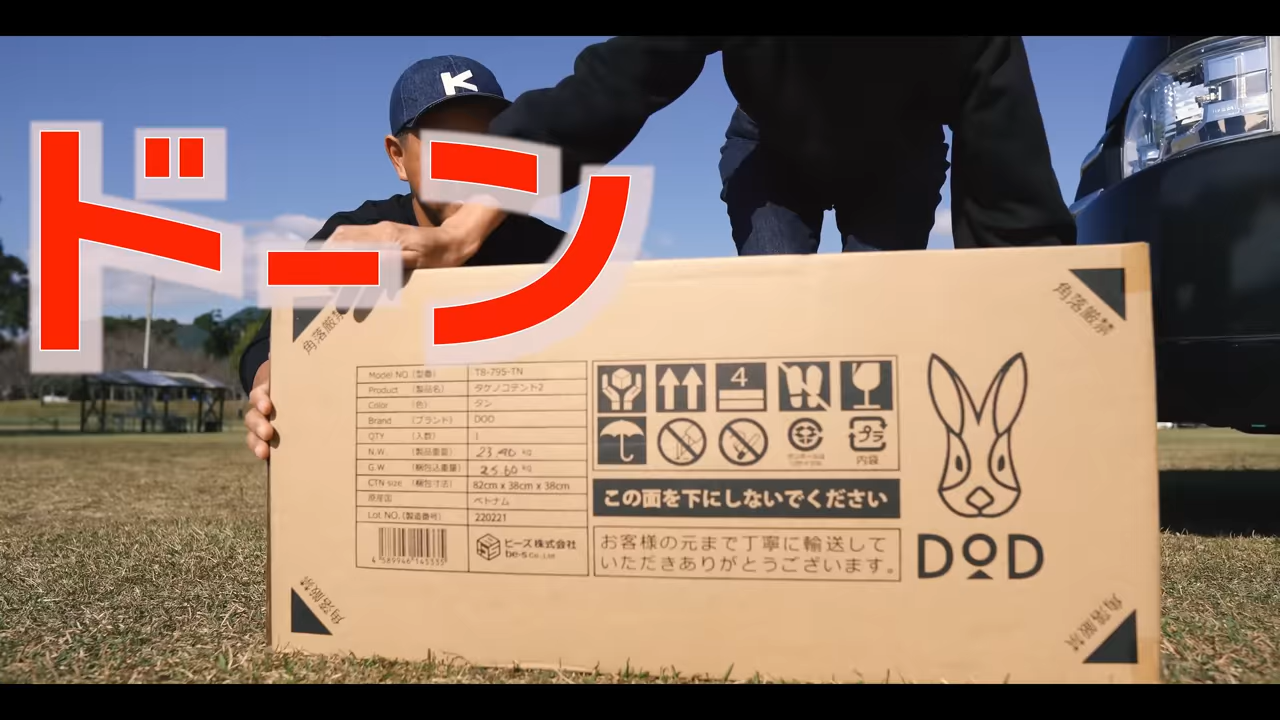 ドーン
K
角落厳禁
角落厳禁
Model NO.(型番) T8-795-TN
Product (製品名) タケノコテント2
Color (色) タン
Brand (ブランド) DOD
QTY (入数) 1
N.W. (製品重量) 23.40 kg
G.W. (梱包込重量) 25.60 kg
CTN size (梱包寸法) 82cm x 38cm x 38cm
原産国 ベトナム
Lot NO.(製造番号) 220221
ビーズ株式会社
be-s Co.,Ltd
4
プラ
内袋
この面を下にしないでください
お客様の元まで丁寧に輸送して
いただきありがとうございます。
DOD
角落厳禁
角落厳禁